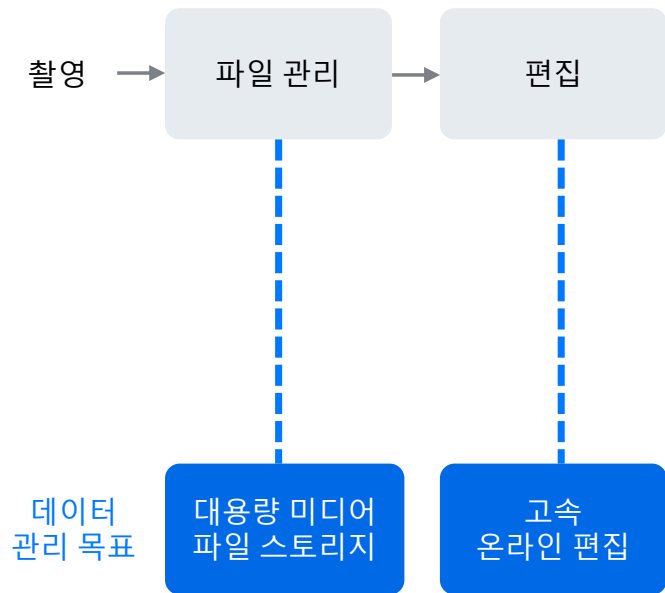 촬영
파일 관리
편집
데이터
관리 목표
대용량 미디어
파일 스토리지
고속
온라인 편집